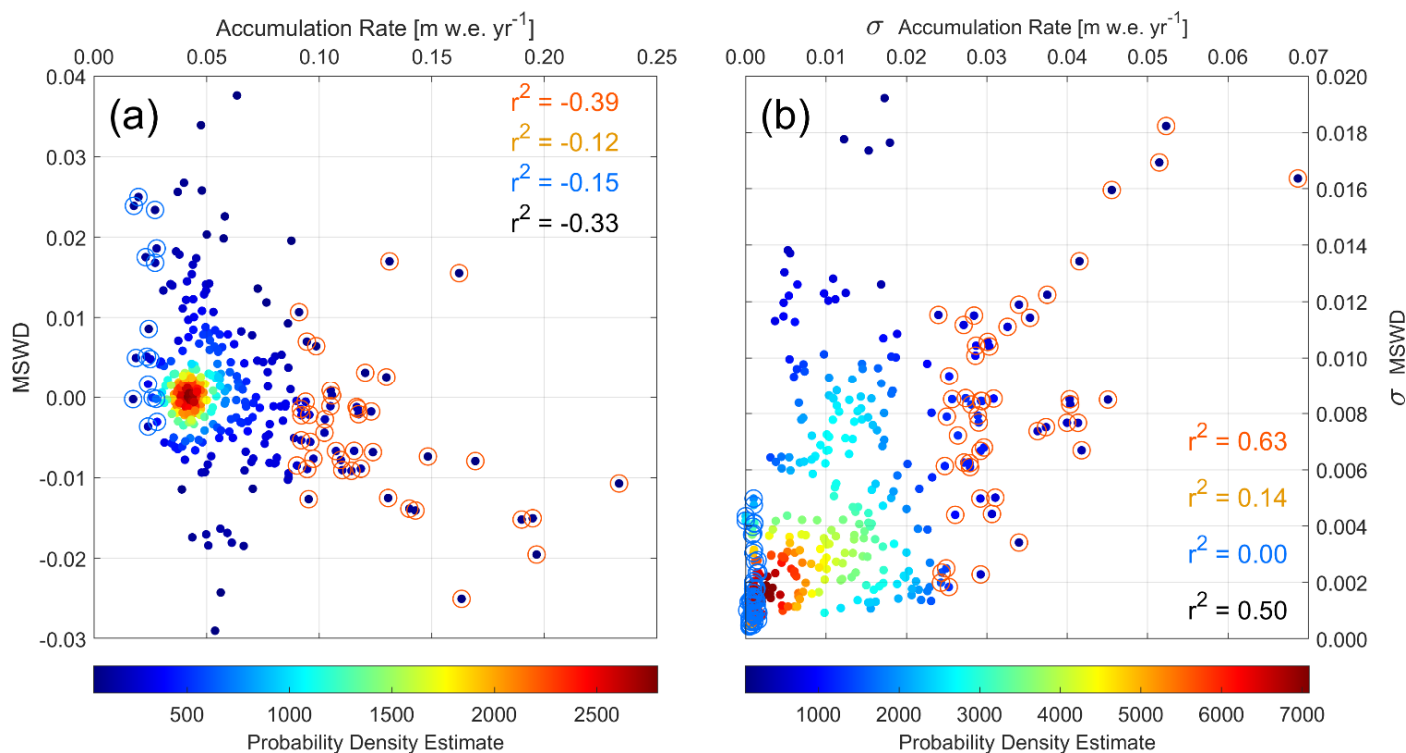 Accumulation Rate [m w.e. yr⁻¹]
0.00 0.05 0.10 0.15 0.20 0.25
(a)
r² = -0.39
r² = -0.12
r² = -0.15
r² = -0.33
0.04
0.03
0.02
0.01
0.00
-0.01
-0.02
-0.03
MSWD
500 1000 1500 2000 2500
Probability Density Estimate
σ Accumulation Rate [m w.e. yr⁻¹]
0.00 0.01 0.02 0.03 0.04 0.05 0.06 0.07
(b)
0.020
0.018
0.016
0.014
0.012
0.010
0.008
0.006
0.004
0.002
0.000
σ MSWD
r² = 0.63
r² = 0.14
r² = 0.00
r² = 0.50
1000 2000 3000 4000 5000 6000 7000
Probability Density Estimate